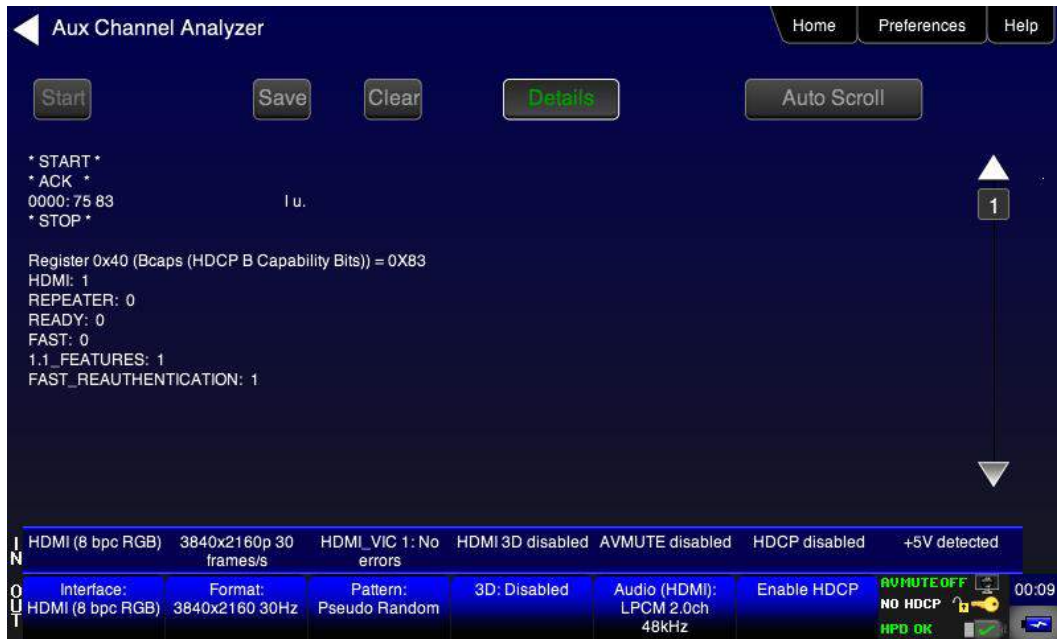 Aux Channel Analyzer
Home
Preferences
Help
Start
Save
Clear
Details
Auto Scroll
* START *
* ACK *
0000: 75 83 l u.
* STOP *
1
Register 0x40 (Bcaps (HDCP B Capability Bits)) = 0X83
HDMI: 1
REPEATER: 0
READY: 0
FAST: 0
1.1_FEATURES: 1
FAST_REAUTHENTICATION: 1
IN
HDMI (8 bpc RGB)
3840x2160p 30
frames/s
HDMI_VIC 1: No
errors
HDMI 3D disabled
AVMUTE disabled
HDCP disabled
+5V detected
OUT
Interface:
HDMI (8 bpc RGB)
Format:
3840x2160 30Hz
Pattern:
Pseudo Random
3D: Disabled
Audio (HDMI):
LPCM 2.0ch
48kHz
Enable HDCP
AVMUTE OFF
NO HDCP
HPD OK
00:09